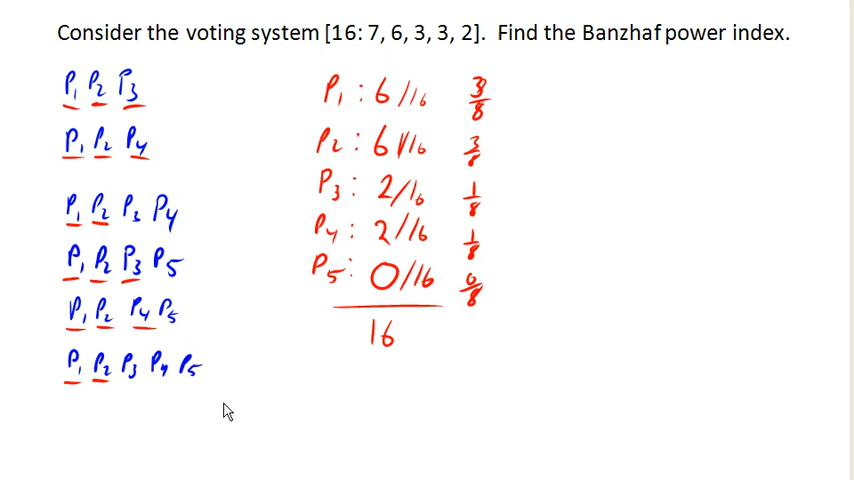 Consider the voting system [16: 7, 6, 3, 3, 2]. Find the Banzhaf power index.
P1 P2 P3
P1 P2 P4
P1 P2 P3 P4
P1 P2 P3 P5
P1 P2 P4 P5
P1 P2 P3 P4 P5
P1 : 6/16 3/8
P2 : 6/16 3/8
P3 : 2/16 1/8
P4 : 2/16 1/8
P5 : 0/16 0/8
16